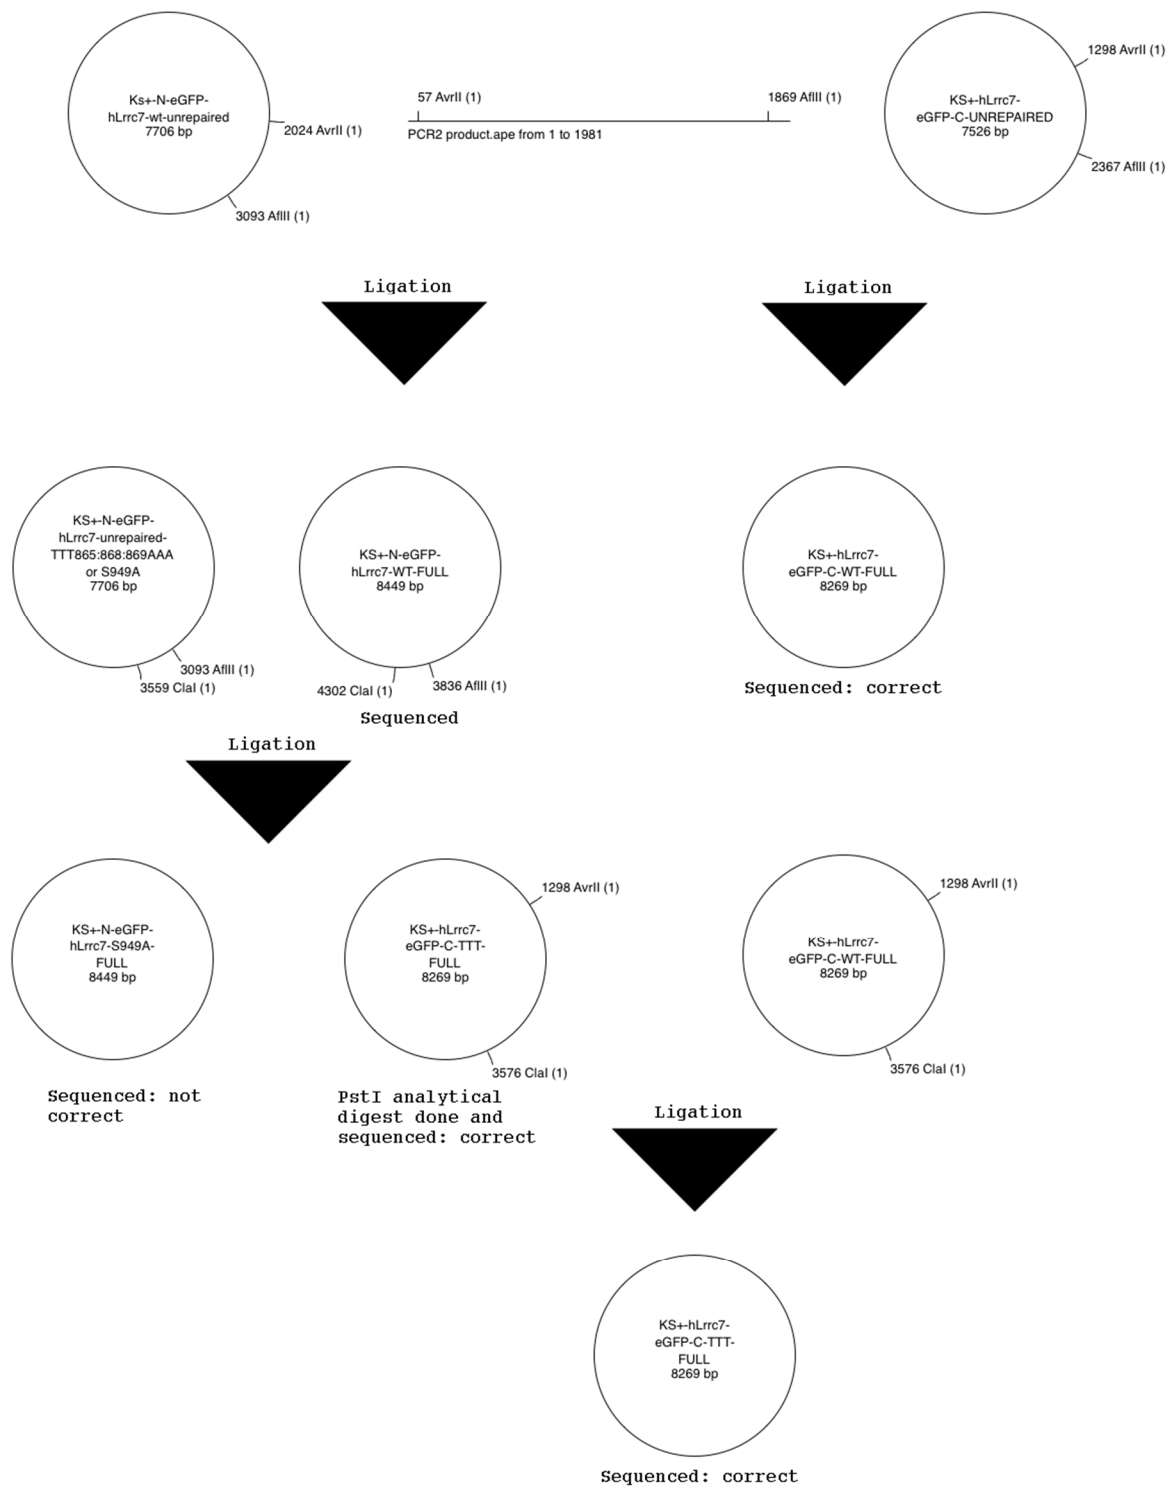 Ks+-N-eGFP-
hLrrc7-wt-unrepaired
7706 bp
2024 AvrII (1)
3093 AflII (1)
57 AvrII (1)
1869 AflII (1)
PCR2 product.ape from 1 to 1981
KS+-hLrrc7-
eGFP-C-UNREPAIRED
7526 bp
1298 AvrII (1)
2367 AflII (1)
Ligation
Ligation
KS+-N-eGFP-
hLrrc7-unrepaired-
TTT865:868:869AAA
or S949A
7706 bp
3093 AflII (1)
3559 ClaI (1)
KS+-N-eGFP-
hLrrc7-WT-FULL
8449 bp
4302 ClaI (1)
3836 AflII (1)
Sequenced
KS+-hLrrc7-
eGFP-C-WT-FULL
8269 bp
Sequenced: correct
Ligation
KS+-N-eGFP-
hLrrc7-S949A-
FULL
8449 bp
Sequenced: not
correct
KS+-hLrrc7-
eGFP-C-TTT-
FULL
8269 bp
1298 AvrII (1)
3576 ClaI (1)
PstI analytical
digest done and
sequenced: correct
KS+-hLrrc7-
eGFP-C-WT-FULL
8269 bp
1298 AvrII (1)
3576 ClaI (1)
Ligation
KS+-hLrrc7-
eGFP-C-TTT-
FULL
8269 bp
Sequenced: correct